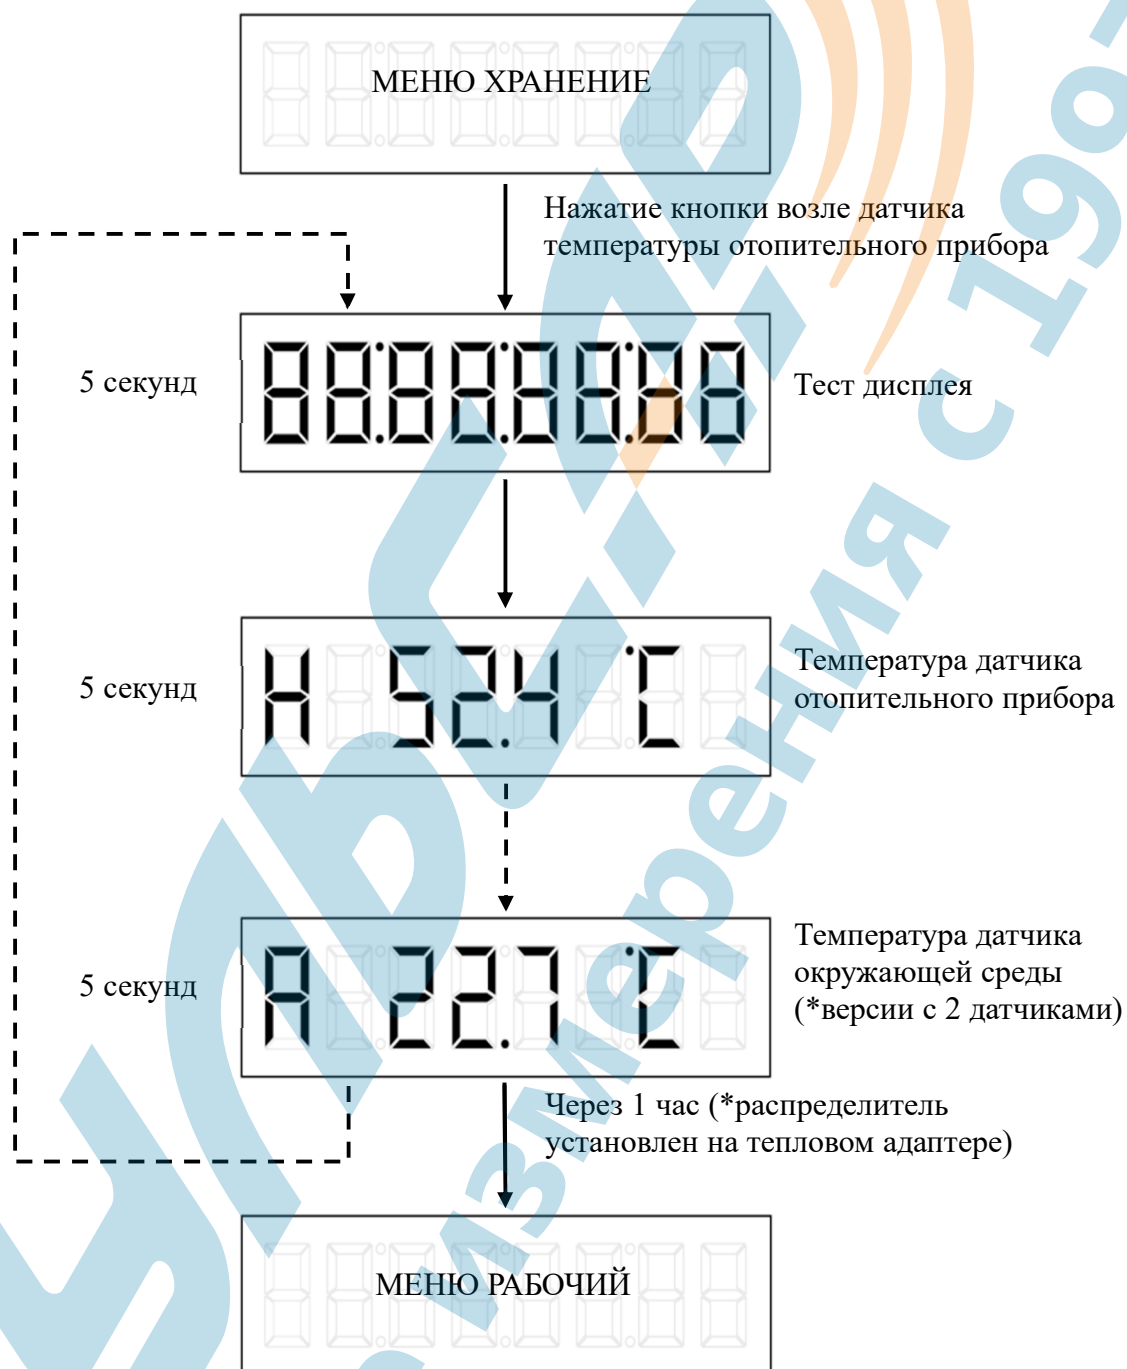 МЕНЮ ХРАНЕНИЕ
Нажатие кнопки возле датчика
температуры отопительного прибора
5 секунд
88:88:88:88
Тест дисплея
5 секунд
H 52.4 °C
Температура датчика
отопительного прибора
5 секунд
A 22.7 °C
Температура датчика
окружающей среды
(*версии с 2 датчиками)
Через 1 час (*распределитель
установлен на тепловом адаптере)
МЕНЮ РАБОЧИЙ
измерения с 199